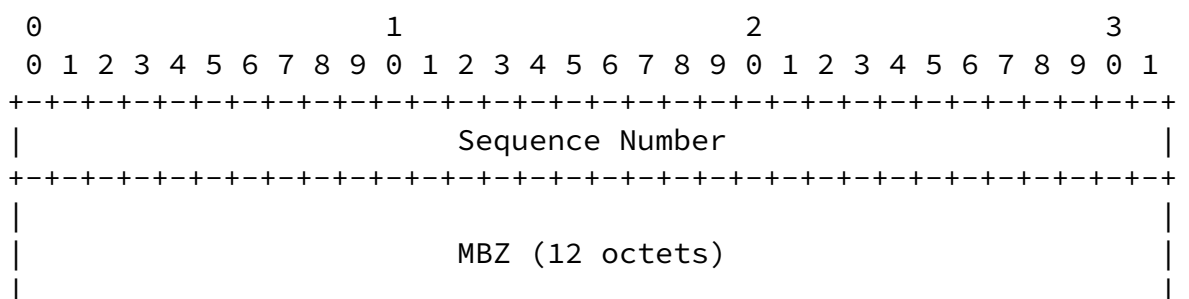 0                   1                   2                   3
 0 1 2 3 4 5 6 7 8 9 0 1 2 3 4 5 6 7 8 9 0 1 2 3 4 5 6 7 8 9 0 1
+-+-+-+-+-+-+-+-+-+-+-+-+-+-+-+-+-+-+-+-+-+-+-+-+-+-+-+-+-+-+-+-+
|                        Sequence Number                        |
+-+-+-+-+-+-+-+-+-+-+-+-+-+-+-+-+-+-+-+-+-+-+-+-+-+-+-+-+-+-+-+-+
|                                                               |
|                        MBZ (12 octets)                        |
|                                                               |